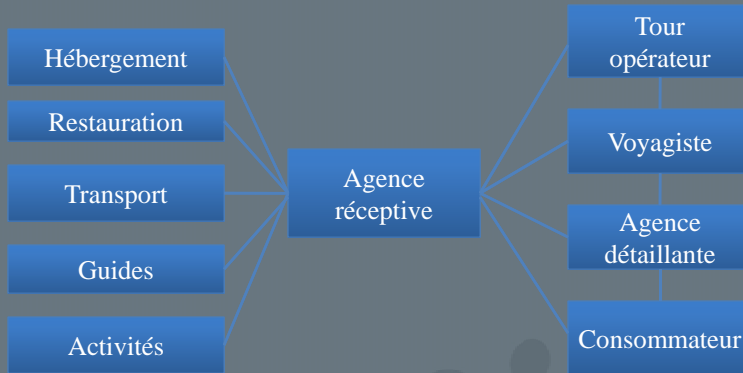 Hébergement
Restauration
Transport
Guides
Activités
Agence
réceptive
Tour
opérateur
Voyagiste
Agence
détaillante
Consommateur